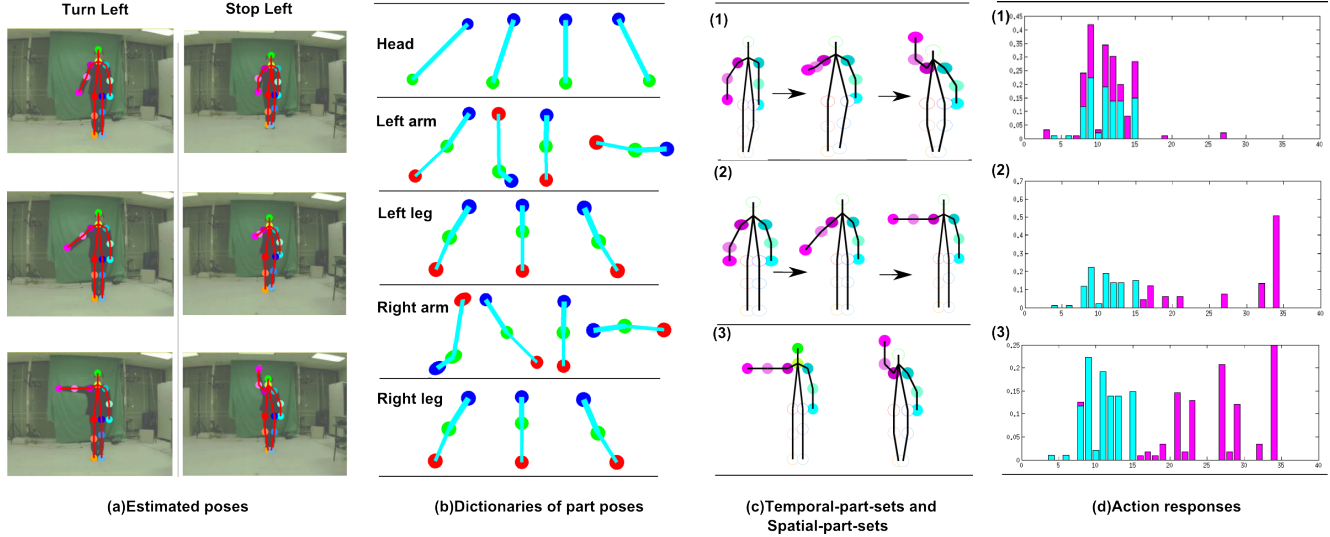 Turn Left
Stop Left
Head
Left arm
Left leg
Right arm
Right leg
(1)
(2)
(3)
(1)
0.45
0.4
0.35
0.3
0.25
0.2
0.15
0.1
0.05
0
0 5 10 15 20 25 30 35 40
(2)
0.7
0.6
0.5
0.4
0.3
0.2
0.1
0
0 5 10 15 20 25 30 35 40
(3)
0.25
0.2
0.15
0.1
0.05
0
0 5 10 15 20 25 30 35 40
(a)Estimated poses
(b)Dictionaries of part poses
(c)Temporal-part-sets and
Spatial-part-sets
(d)Action responses